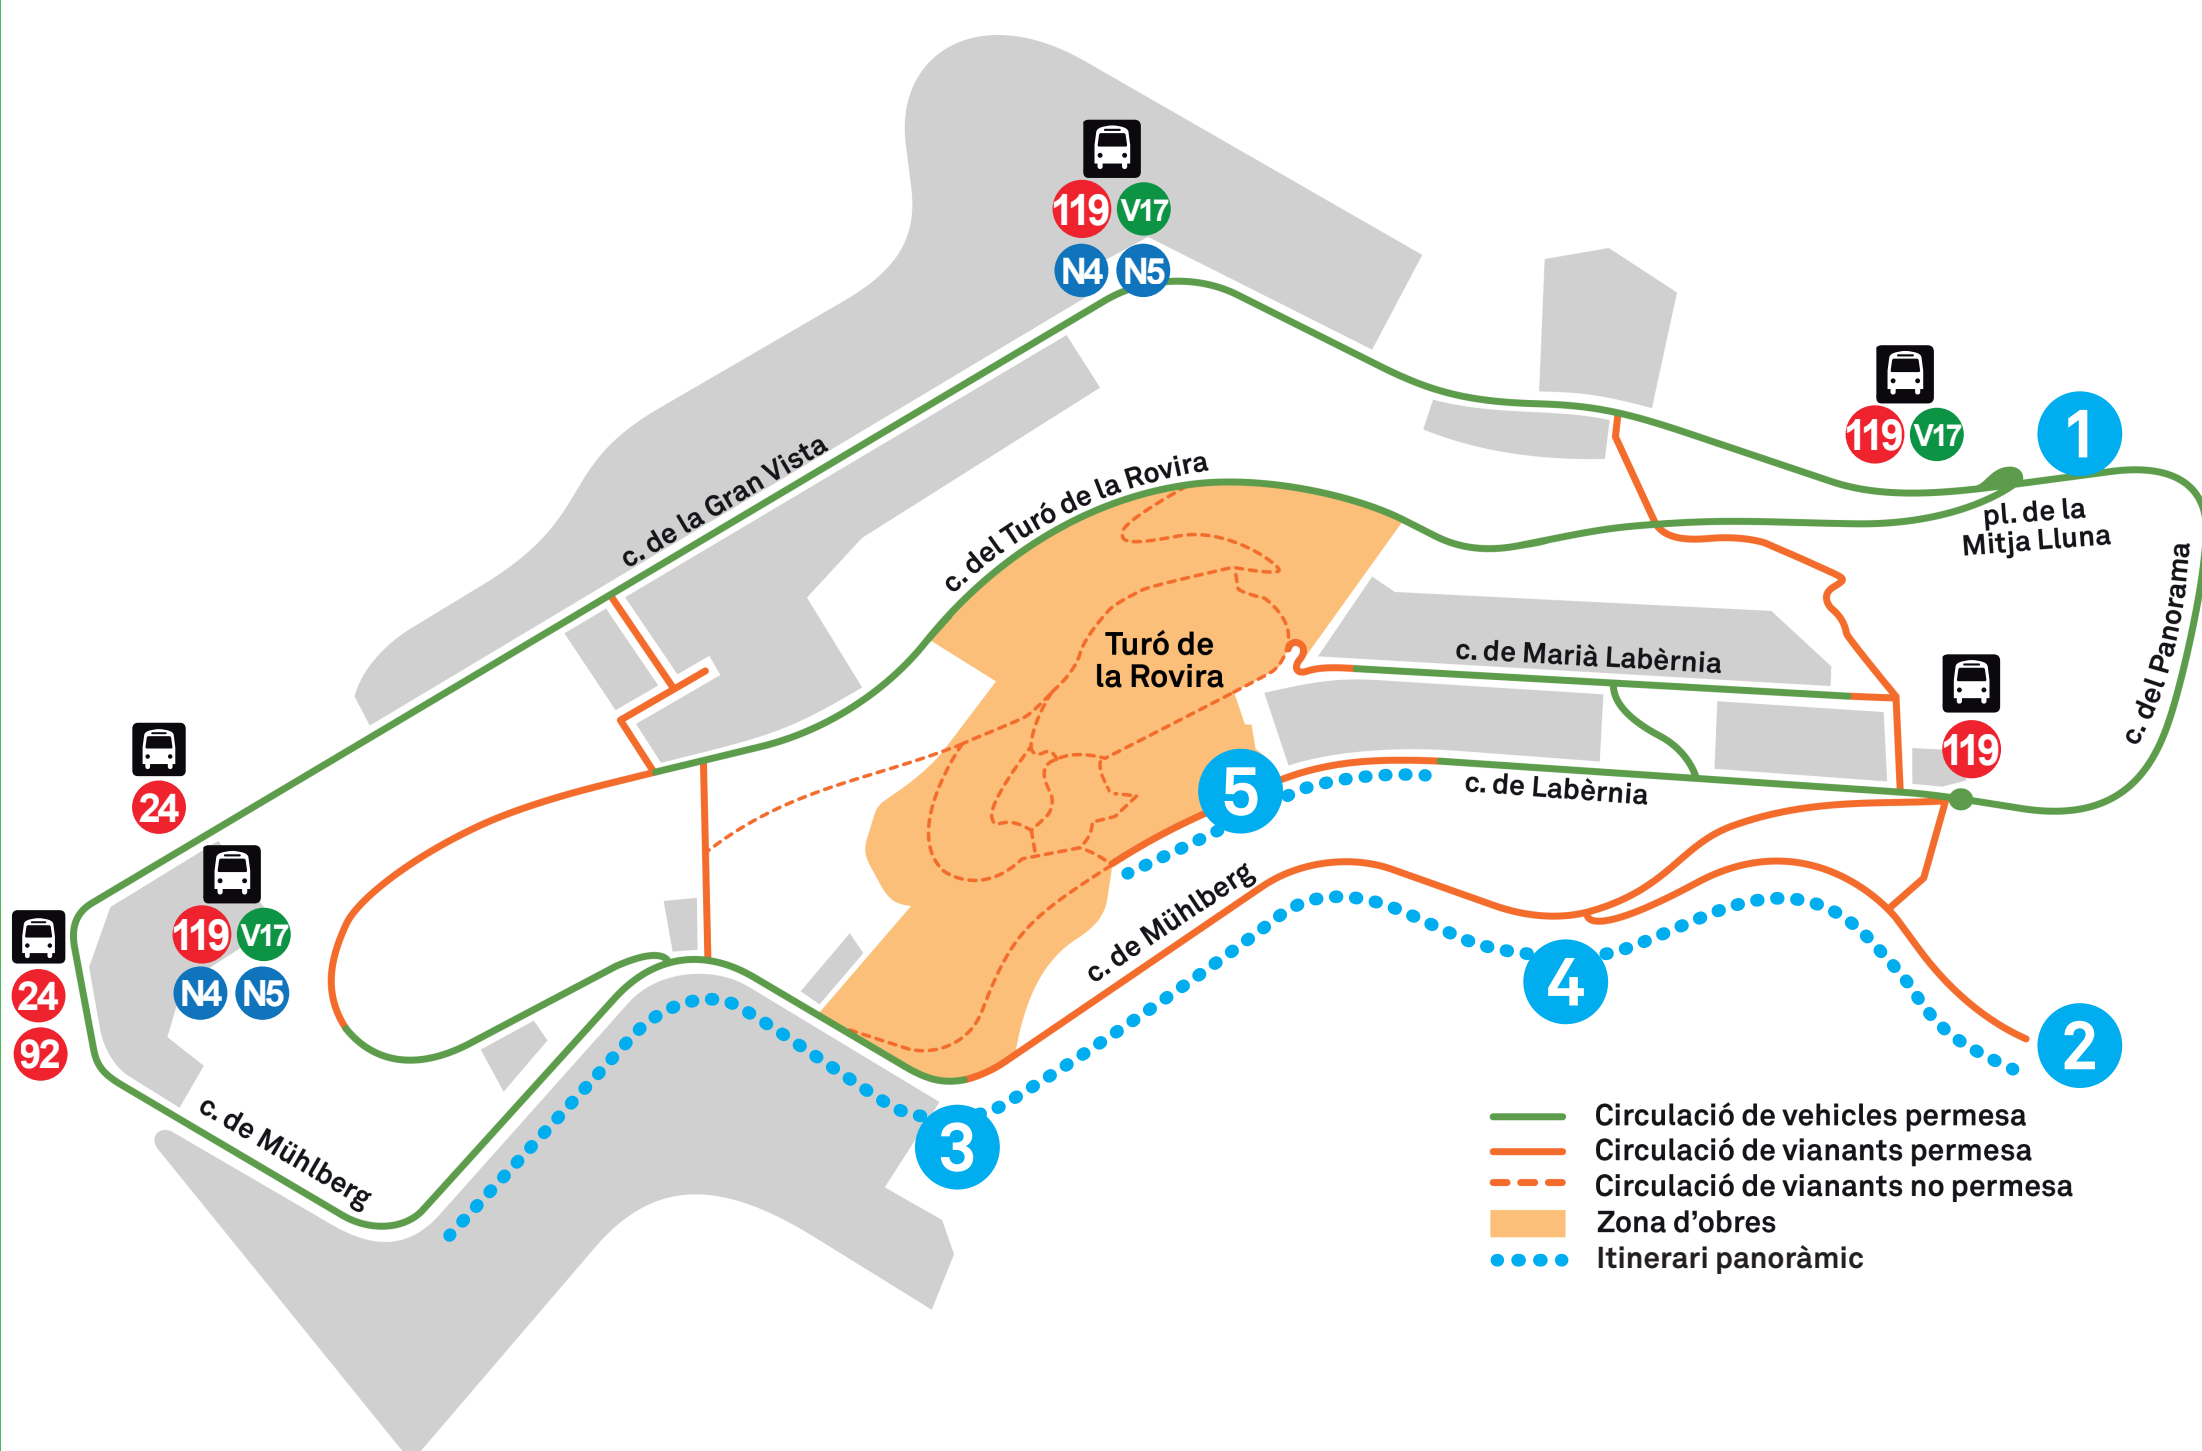 119 V17
N4 N5
c. de la Gran Vista
c. del Turó de la Rovira
119 V17
1
pl. de la
Mitja Lluna
c. del Panorama
Turó de
la Rovira
c. de Marià Labèrnia
119
24
5
c. de Labèrnia
119 V17
N4 N5
24
92
c. de Mühlberg
4
2
3
c. de Mühlberg
Circulació de vehicles permesa
Circulació de vianants permesa
Circulació de vianants no permesa
Zona d'obres
Itinerari panoràmic